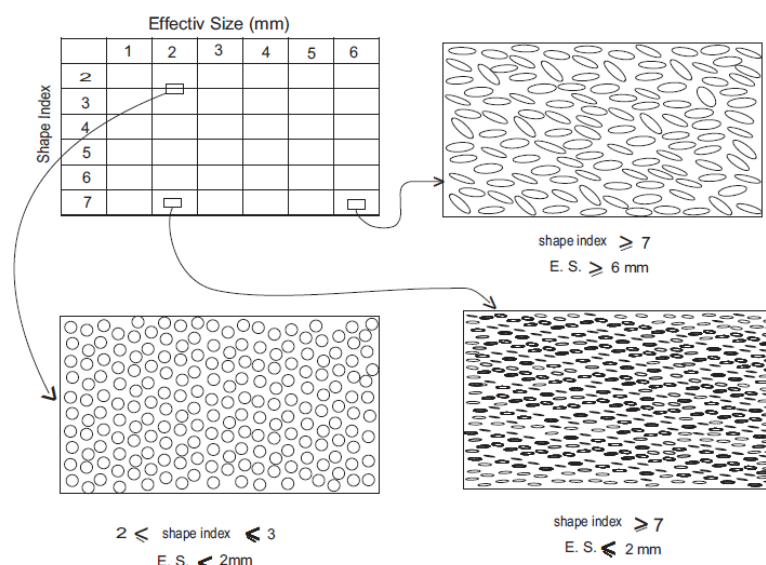 Effectiv Size (mm)
1 2 3 4 5 6
Shape Index
2
3
4
5
6
7
shape index ⩾ 7
E. S. ⩾ 6 mm
2 ⩽ shape index ⩽ 3
E. S. ⩽ 2mm
shape index ⩾ 7
E. S. ⩽ 2 mm